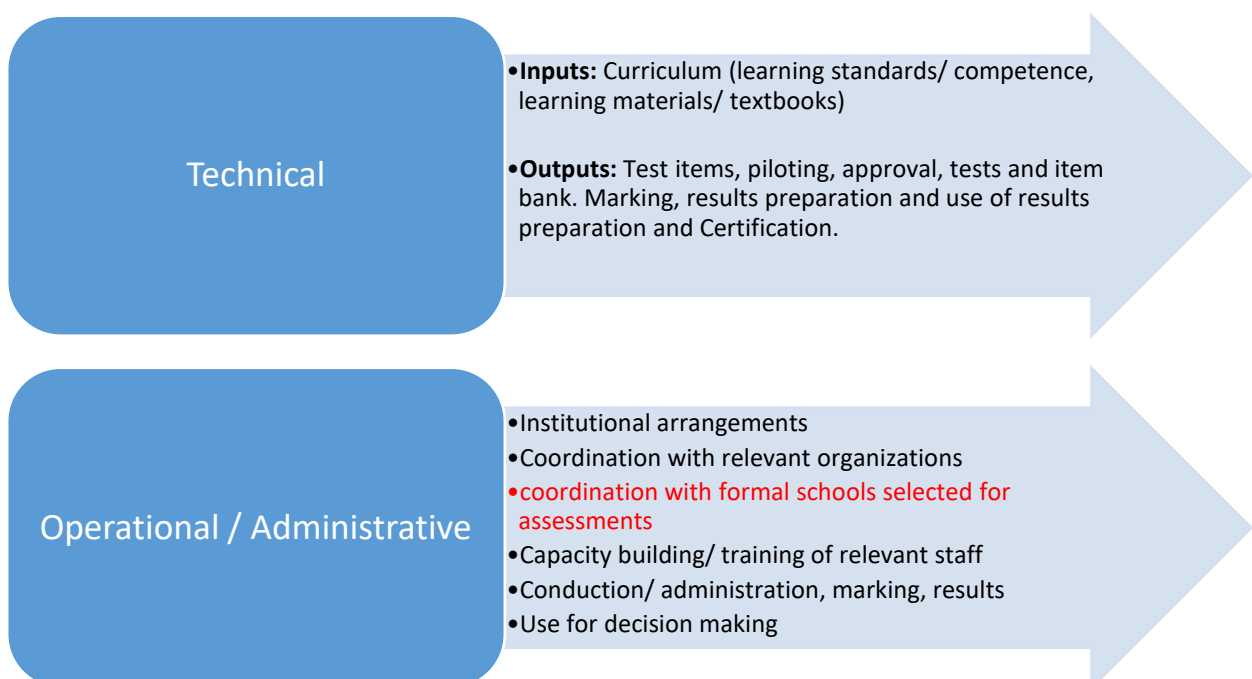 Technical
•Inputs: Curriculum (learning standards/ competence,
learning materials/ textbooks)
•Outputs: Test items, piloting, approval, tests and item
bank. Marking, results preparation and use of results
preparation and Certification.
Operational / Administrative
•Institutional arrangements
•Coordination with relevant organizations
•coordination with formal schools selected for
assessments
•Capacity building/ training of relevant staff
•Conduction/ administration, marking, results
•Use for decision making